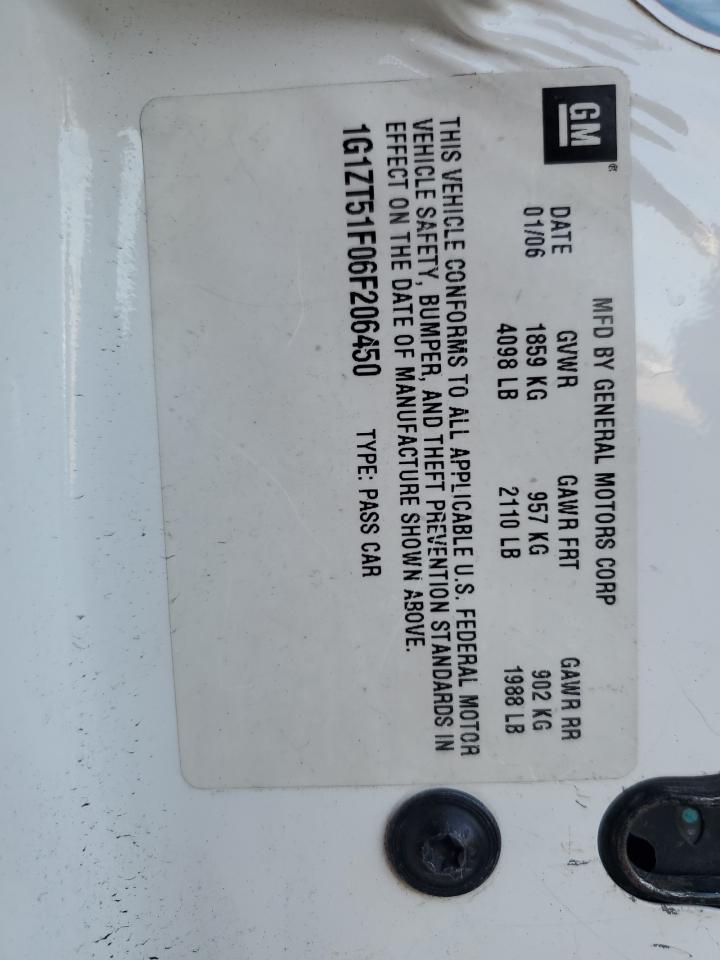 GM®
MFD BY GENERAL MOTORS CORP
DATE GVWR GAWR FRT GAWR RR
01/06 1859 KG 957 KG 902 KG
4098 LB 2110 LB 1988 LB
THIS VEHICLE CONFORMS TO ALL APPLICABLE U.S. FEDERAL MOTOR
VEHICLE SAFETY, BUMPER, AND THEFT PREVENTION STANDARDS IN
EFFECT ON THE DATE OF MANUFACTURE SHOWN ABOVE.
1G1ZT51F06F206450 TYPE: PASS CAR